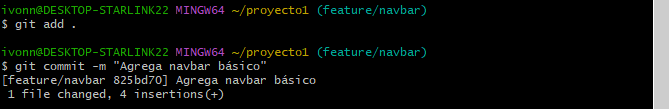 ivonn@DESKTOP-STARLINK22 MINGW64 ~/proyecto1 (feature/navbar)
$ git add .
ivonn@DESKTOP-STARLINK22 MINGW64 ~/proyecto1 (feature/navbar)
$ git commit -m "Agrega navbar básico"
[feature/navbar 825bd70] Agrega navbar básico
1 file changed, 4 insertions(+)